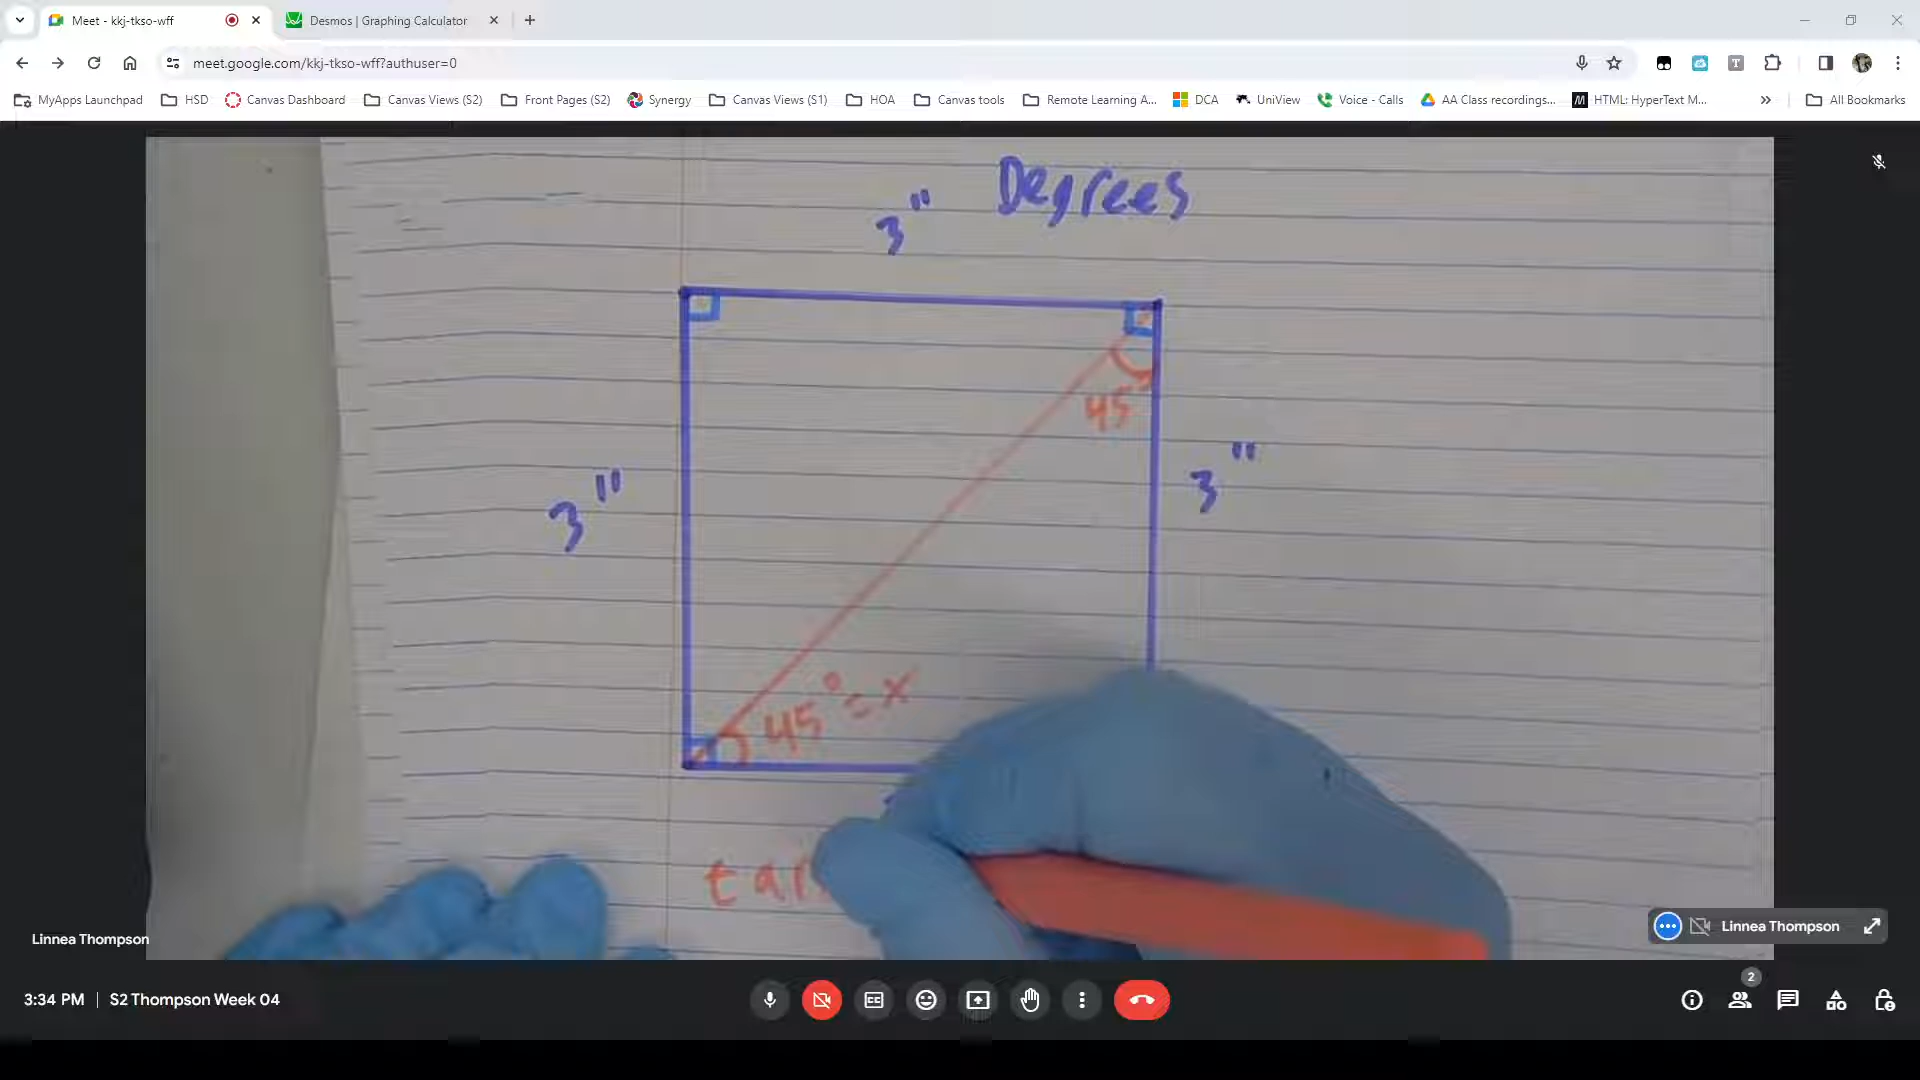 Meet - kkj-tkso-wff
Desmos | Graphing Calculator
meet.google.com/kkj-tkso-wff?authuser=0
MyApps Launchpad
HSD
Canvas Dashboard
Canvas Views (S2)
Front Pages (S2)
Synergy
Canvas Views (S1)
HOA
Canvas tools
Remote Learning A...
DCA
UniView
Voice - Calls
AA Class recordings...
HTML: HyperText M...
All Bookmarks
Degrees
3"
45
3"
3"
45° = x
Linnea Thompson
Linnea Thompson
2
3:34 PM | S2 Thompson Week 04